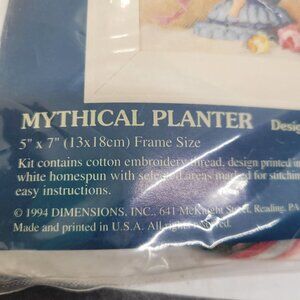 MYTHICAL PLANTER Desig
5" x 7" (13x18cm) Frame Size
Kit contains cotton embroidery thread, design printed in
white homespun with selected areas marked for stitching
easy instructions.
© 1994 DIMENSIONS, INC., 641 McKnight Street, Reading, PA
Made and printed in U.S.A. All rights reserved.